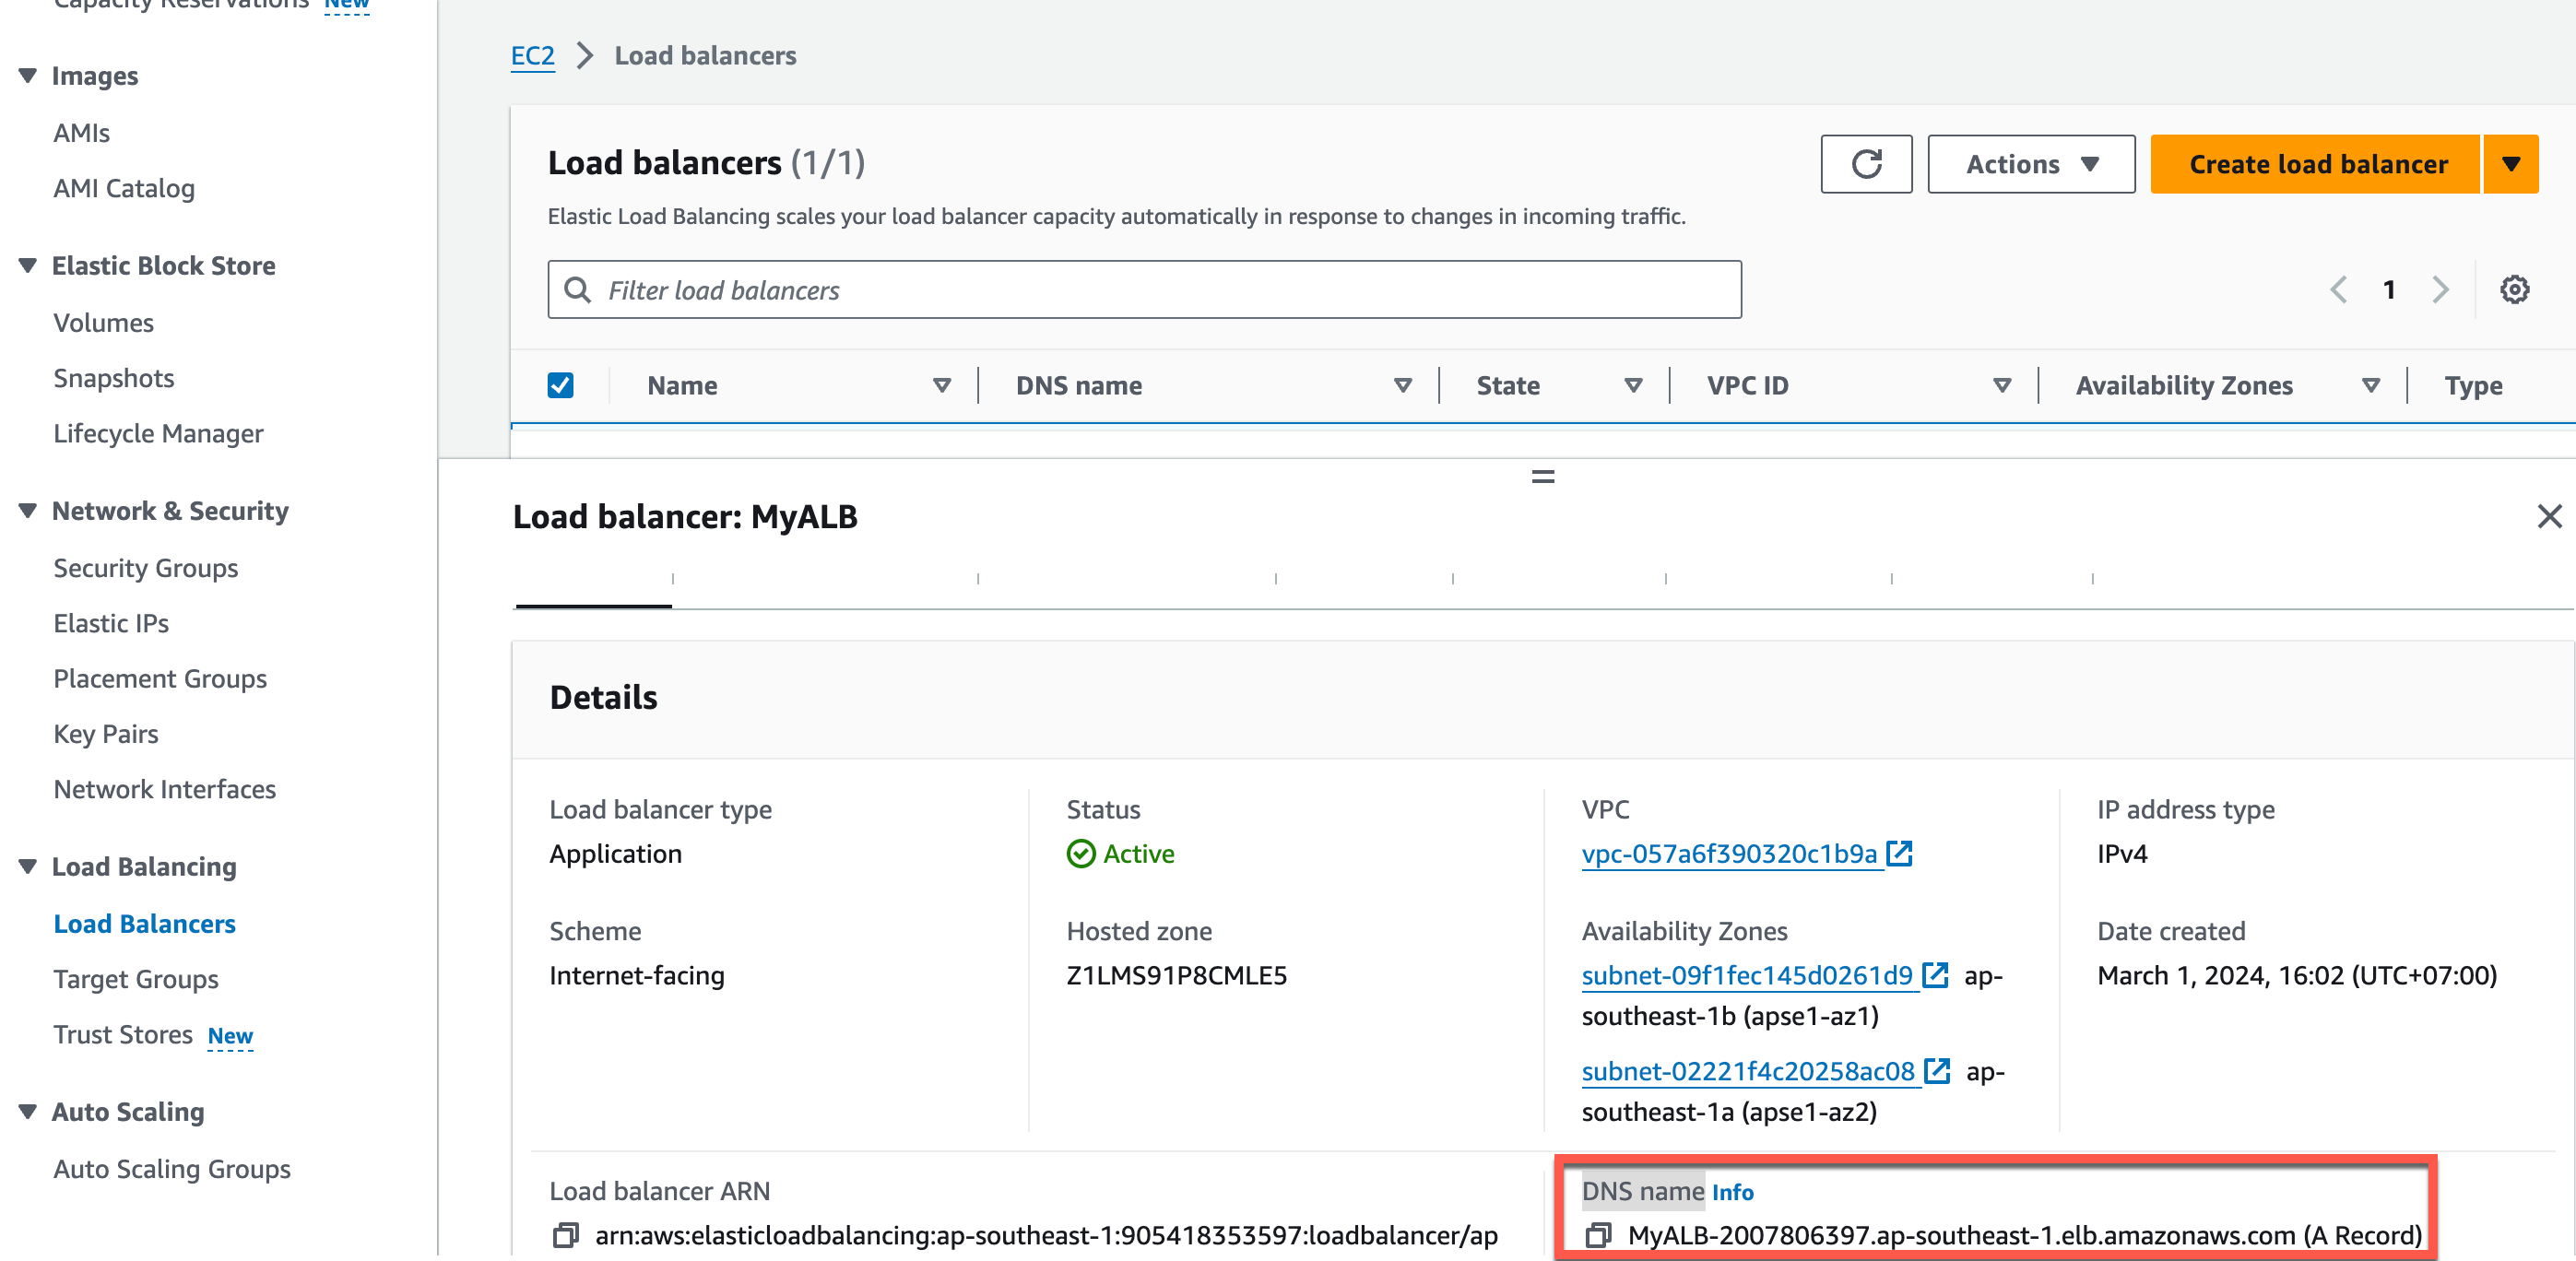 Capacity Reservations New
Images
AMIs
AMI Catalog
Elastic Block Store
Volumes
Snapshots
Lifecycle Manager
Network & Security
Security Groups
Elastic IPs
Placement Groups
Key Pairs
Network Interfaces
Load Balancing
Load Balancers
Target Groups
Trust Stores New
Auto Scaling
Auto Scaling Groups
EC2 Load balancers
Load balancers (1/1)
Actions
Create load balancer
Elastic Load Balancing scales your load balancer capacity automatically in response to changes in incoming traffic.
Filter load balancers
1
Name DNS name State VPC ID Availability Zones Type
Load balancer: MyALB
Details
Load balancer type
Application
Status
Active
VPC
vpc-057a6f390320c1b9a
IP address type
IPv4
Scheme
Internet-facing
Hosted zone
Z1LMS91P8CMLE5
Availability Zones
subnet-09f1fec145d0261d9 ap-
southeast-1b (apse1-az1)
subnet-02221f4c20258ac08 ap-
southeast-1a (apse1-az2)
Date created
March 1, 2024, 16:02 (UTC+07:00)
Load balancer ARN
arn:aws:elasticloadbalancing:ap-southeast-1:905418353597:loadbalancer/ap
DNS name Info
MyALB-2007806397.ap-southeast-1.elb.amazonaws.com (A Record)